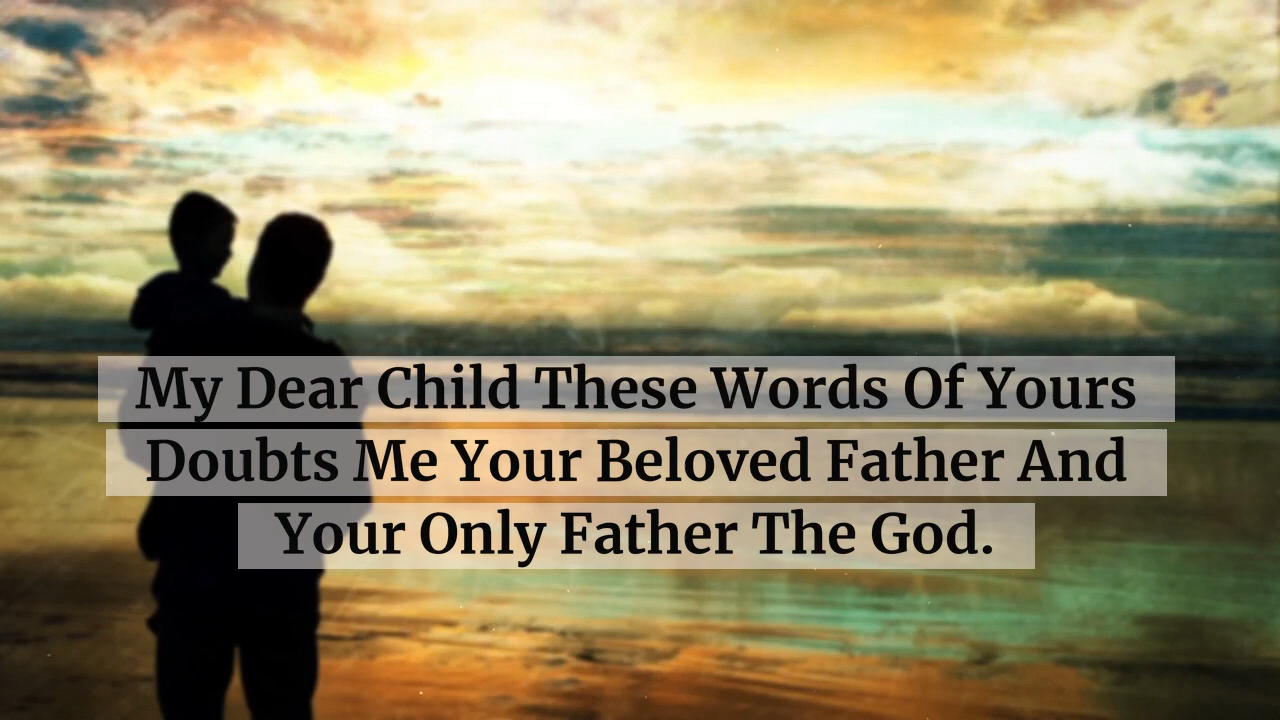 My Dear Child These Words Of Yours
Doubts Me Your Beloved Father And
Your Only Father The God.